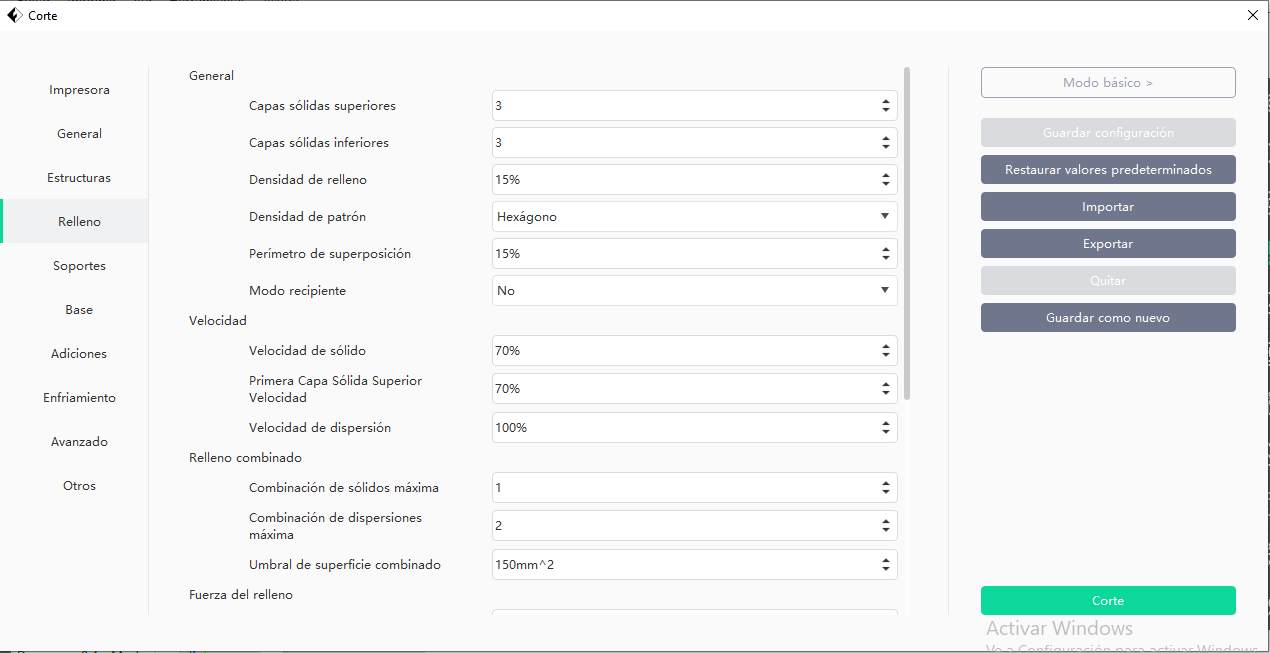 Corte
Impresora
General
Estructuras
Relleno
Soportes
Base
Adiciones
Enfriamiento
Avanzado
Otros
General
Capas sólidas superiores 3
Capas sólidas inferiores 3
Densidad de relleno 15%
Densidad de patrón Hexágono
Perímetro de superposición 15%
Modo recipiente No
Velocidad
Velocidad de sólido 70%
Primera Capa Sólida Superior
Velocidad 70%
Velocidad de dispersión 100%
Relleno combinado
Combinación de sólidos máxima 1
Combinación de dispersiones
máxima 2
Umbral de superficie combinado 150mm^2
Fuerza del relleno
Modo básico >
Guardar configuración
Restaurar valores predeterminados
Importar
Exportar
Quitar
Guardar como nuevo
Corte
Activar Windows
Ve a Configuración para activar Windows.